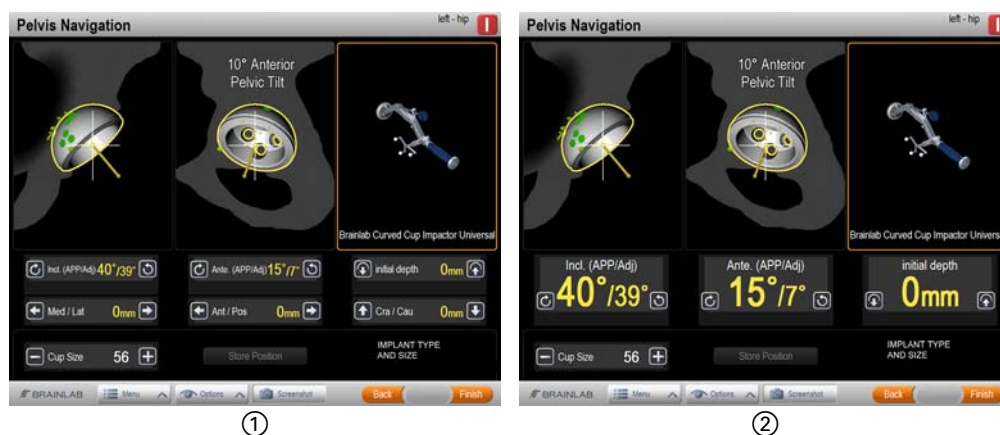 Pelvis Navigation
left - hip
10° Anterior
Pelvic Tilt
Brainlab Curved Cup Impactor Universal
Incl. (APP/Adj) 40°/39°
Ante. (APP/Adj) 15°/7°
initial depth 0mm
Med / Lat 0mm
Ant / Pos 0mm
Cra / Cau 0mm
Cup Size 56
Store Position
IMPLANT TYPE
AND SIZE
BRAINLAB Menu Options Screenshot Back Finish
①
Pelvis Navigation
left - hip
10° Anterior
Pelvic Tilt
Brainlab Curved Cup Impactor Univers
Incl. (APP/Adj)
40°/39°
Ante. (APP/Adj)
15°/7°
initial depth
0mm
Cup Size 56
Store Position
IMPLANT TYPE
AND SIZE
BRAINLAB Menu Options Screenshot Back Finish
②